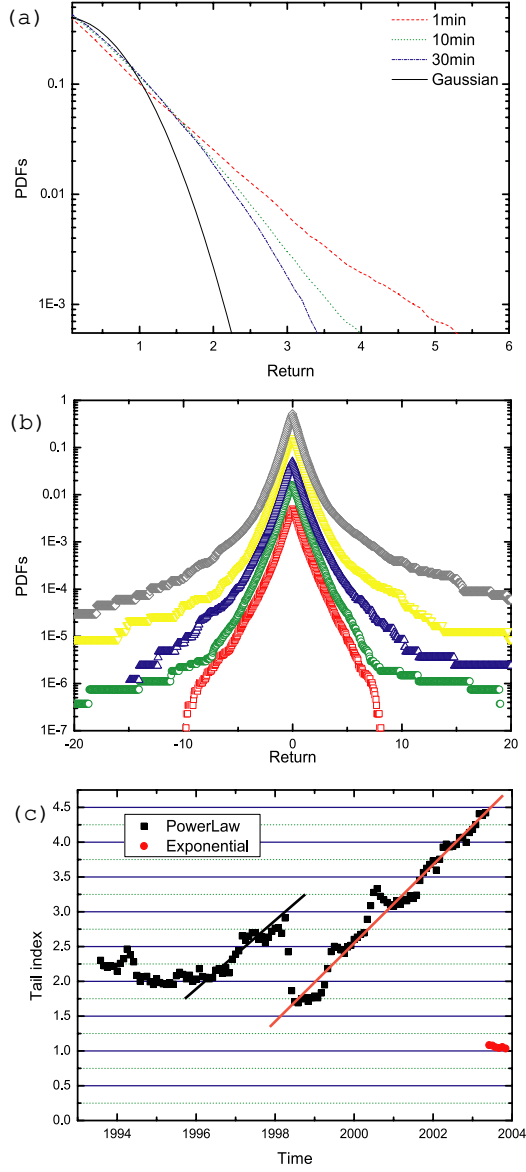 (a)
1min
10min
30min
Gaussian
0.1
0.01
1E-3
PDFs
1 2 3 4 5 6
Return
(b)
1
0.1
0.01
1E-3
1E-4
1E-5
1E-6
1E-7
PDFs
-20 -10 0 10 20
Return
(c)
PowerLaw
Exponential
4.5
4.0
3.5
3.0
2.5
2.0
1.5
1.0
0.5
0.0
Tail index
1994 1996 1998 2000 2002 2004
Time